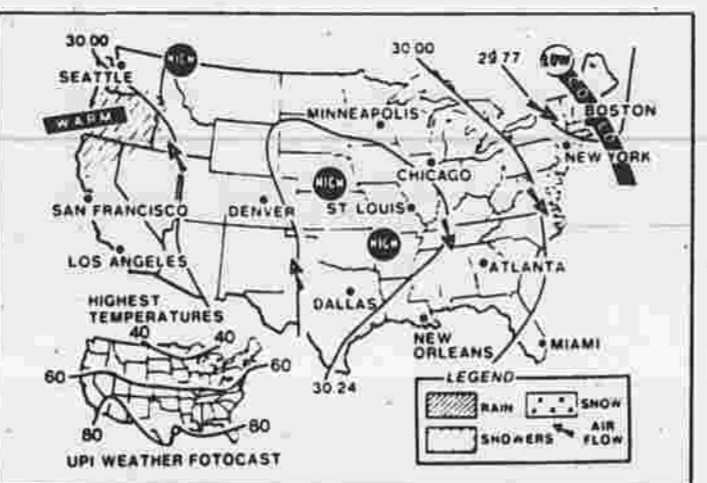 30.00
HIGH
30.00
29.77
LOW
SEATTLE
COLD
BOSTON
WARM
MINNEAPOLIS
NEW YORK
CHICAGO
HIGH
SAN FRANCISCO
DENVER
ST LOUIS
HIGH
LOS ANGELES
ATLANTA
HIGHEST
TEMPERATURES
DALLAS
40
40
NEW
ORLEANS
MIAMI
60
60
30.24
LEGEND
RAIN
SNOW
80
80
SHOWERS
AIR
FLOW
UPI WEATHER FOTOCAST